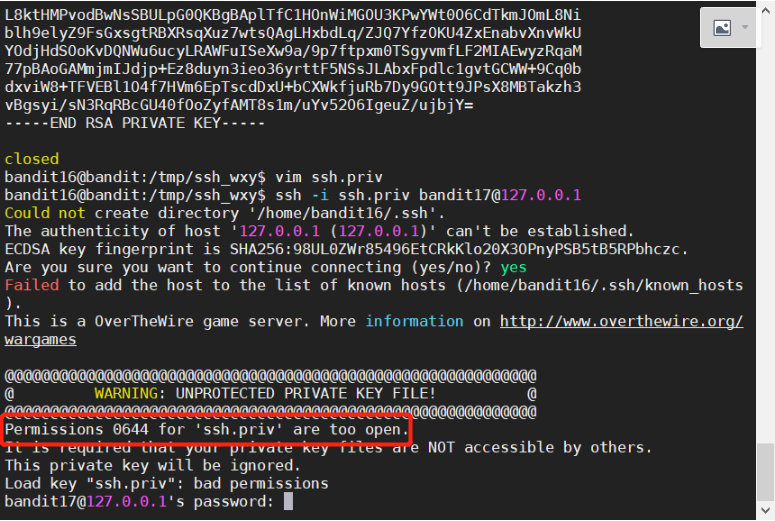 L8ktHMPvodBwNsSBULpG0QKBgBAplTfC1HOnWiMGOU3KPwYWt0O6CdTkmJOmL8Ni
blh9elyZ9FsGxsgtRBXRsqXuz7wtsQAgLHxbdLq/ZJQ7YfzOKU4ZxEnabvXnvWkU
YOdjHdSOoKvDQNWu6ucyLRAWFuISeXw9a/9p7ftpxm0TSgyvmfLF2MIAEwyzRqaM
77pBAoGAMmjmIJdjp+Ez8duyn3ieo36yrttF5NSsJLAbxFpdlc1gvtGCWW+9Cq0b
dxviW8+TFVEBl1O4f7HVm6EpTscdDxU+bCXWkfjuRb7Dy9GOtt9JPsX8MBTakzh3
vBgsyi/sN3RqRBcGU40fOoZyfAMT8s1m/uYv52O6IgeuZ/ujbjY=
-----END RSA PRIVATE KEY-----
closed
bandit16@bandit:/tmp/ssh_wxy$ vim ssh.priv
bandit16@bandit:/tmp/ssh_wxy$ ssh -i ssh.priv bandit17@127.0.0.1
Could not create directory '/home/bandit16/.ssh'.
The authenticity of host '127.0.0.1 (127.0.0.1)' can't be established.
ECDSA key fingerprint is SHA256:98UL0ZWr85496EtCRkKlo20X3OPnyPSB5tB5RPbhczc.
Are you sure you want to continue connecting (yes/no)? yes
Failed to add the host to the list of known hosts (/home/bandit16/.ssh/known_hosts
).
This is a OverTheWire game server. More information on http://www.overthewire.org/
wargames
@@@@@@@@@@@@@@@@@@@@@@@@@@@@@@@@@@@@@@@@@@@@@@@@@@@@@@@@@@@
@         WARNING: UNPROTECTED PRIVATE KEY FILE!          @
@@@@@@@@@@@@@@@@@@@@@@@@@@@@@@@@@@@@@@@@@@@@@@@@@@@@@@@@@@@
Permissions 0644 for 'ssh.priv' are too open.
It is required that your private key files are NOT accessible by others.
This private key will be ignored.
Load key "ssh.priv": bad permissions
bandit17@127.0.0.1's password: